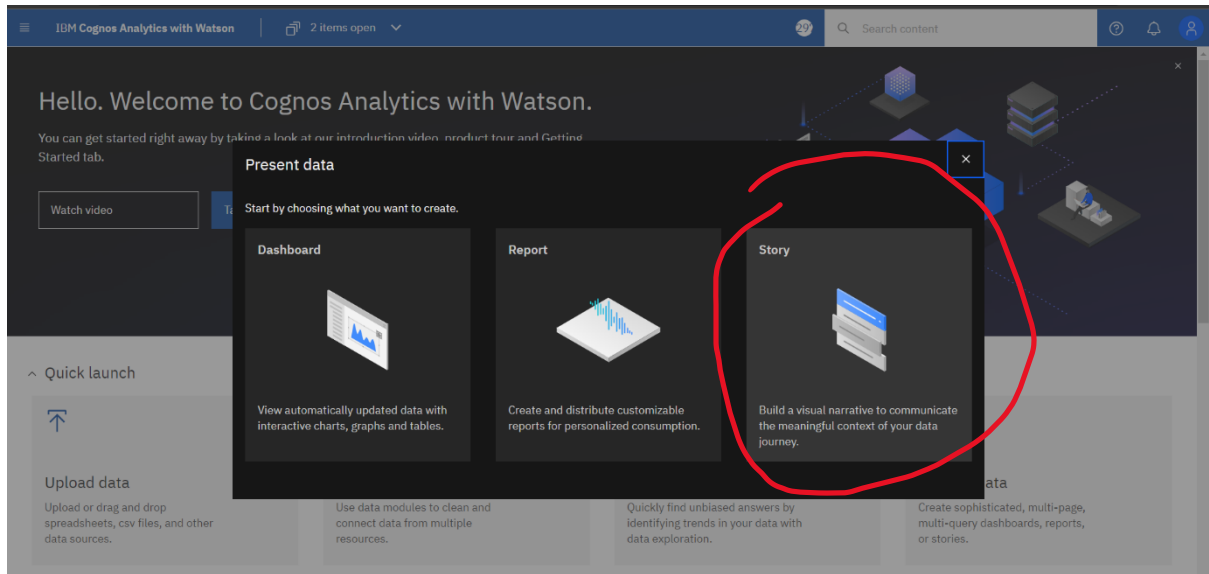 IBM Cognos Analytics with Watson
2 items open
Search content
Hello. Welcome to Cognos Analytics with Watson.
You can get started right away by taking a look at our introduction video, product tour and Getting
Started tab.
Watch video
Present data
Start by choosing what you want to create.
Dashboard
View automatically updated data with
interactive charts, graphs and tables.
Report
Create and distribute customizable
reports for personalized consumption.
Story
Build a visual narrative to communicate
the meaningful context of your data
journey.
Quick launch
Upload data
Upload or drag and drop
spreadsheets, csv files, and other
data sources.
Use data modules to clean and
connect data from multiple
resources.
Quickly find unbiased answers by
identifying trends in your data with
data exploration.
ata
Create sophisticated, multi-page,
multi-query dashboards, reports,
or stories.